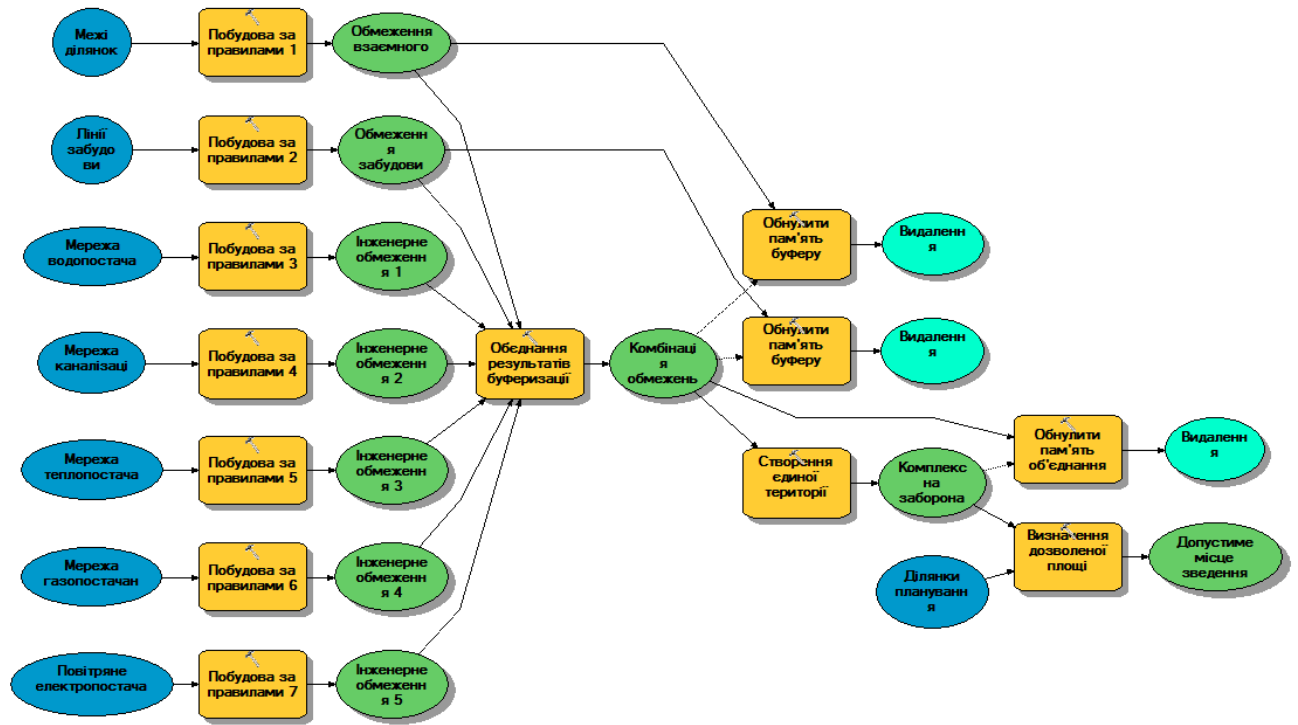 Межі
ділянок
Побудова за
правилами 1
Обмеження
взаємного
Лінії
забудо
ви
Побудова за
правилами 2
Обмеженн
я
забудови
Мережа
водопостача
Побудова за
правилами 3
Інженерне
обмеженн
я 1
Обнулити
пам'ять
буферу
Видаленн
я
Мережа
каналізаці
Побудова за
правилами 4
Інженерне
обмеженн
я 2
Обєднання
результатів
буферизації
Комбінаці
я
обмежень
Обнулити
пам'ять
буферу
Видаленн
я
Мережа
теплопостача
Побудова за
правилами 5
Інженерне
обмеженн
я 3
Створення
єдиної
території
Комплекс
на
заборона
Обнулити
пам'ять
об'єднання
Видаленн
я
Мережа
газопостачан
Побудова за
правилами 6
Інженерне
обмеженн
я 4
Ділянки
плануванн
я
Визначення
дозволеної
площі
Допустиме
місце
зведення
Повітряне
електропостача
Побудова за
правилами 7
Інженерне
обмеженн
я 5